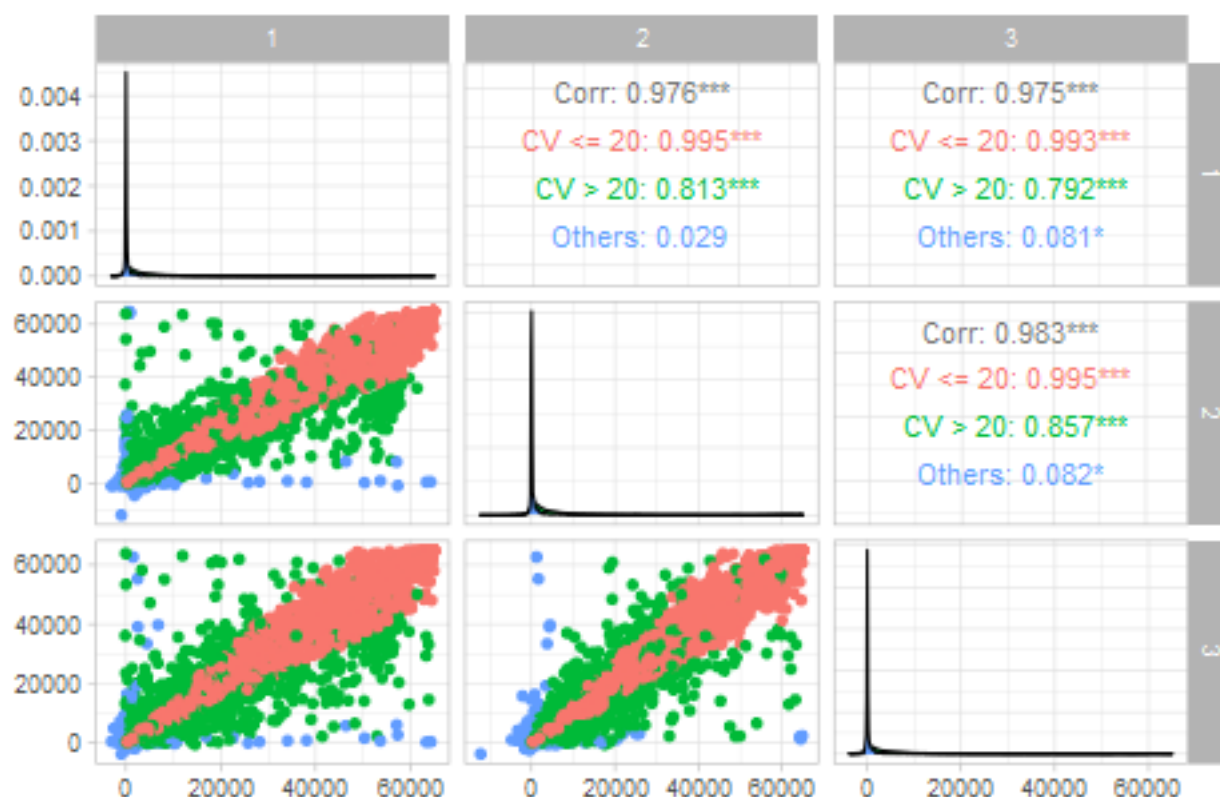 1 2 3
0.004
0.003
0.002
0.001
0.000
Corr: 0.976***
CV <= 20: 0.995***
CV > 20: 0.813***
Others: 0.029
Corr: 0.975***
CV <= 20: 0.993***
CV > 20: 0.792***
Others: 0.081*
1
60000
40000
20000
0
Corr: 0.983***
CV <= 20: 0.995***
CV > 20: 0.857***
Others: 0.082*
2
60000
40000
20000
0
3
0 20000 40000 60000 0 20000 40000 60000 0 20000 40000 60000